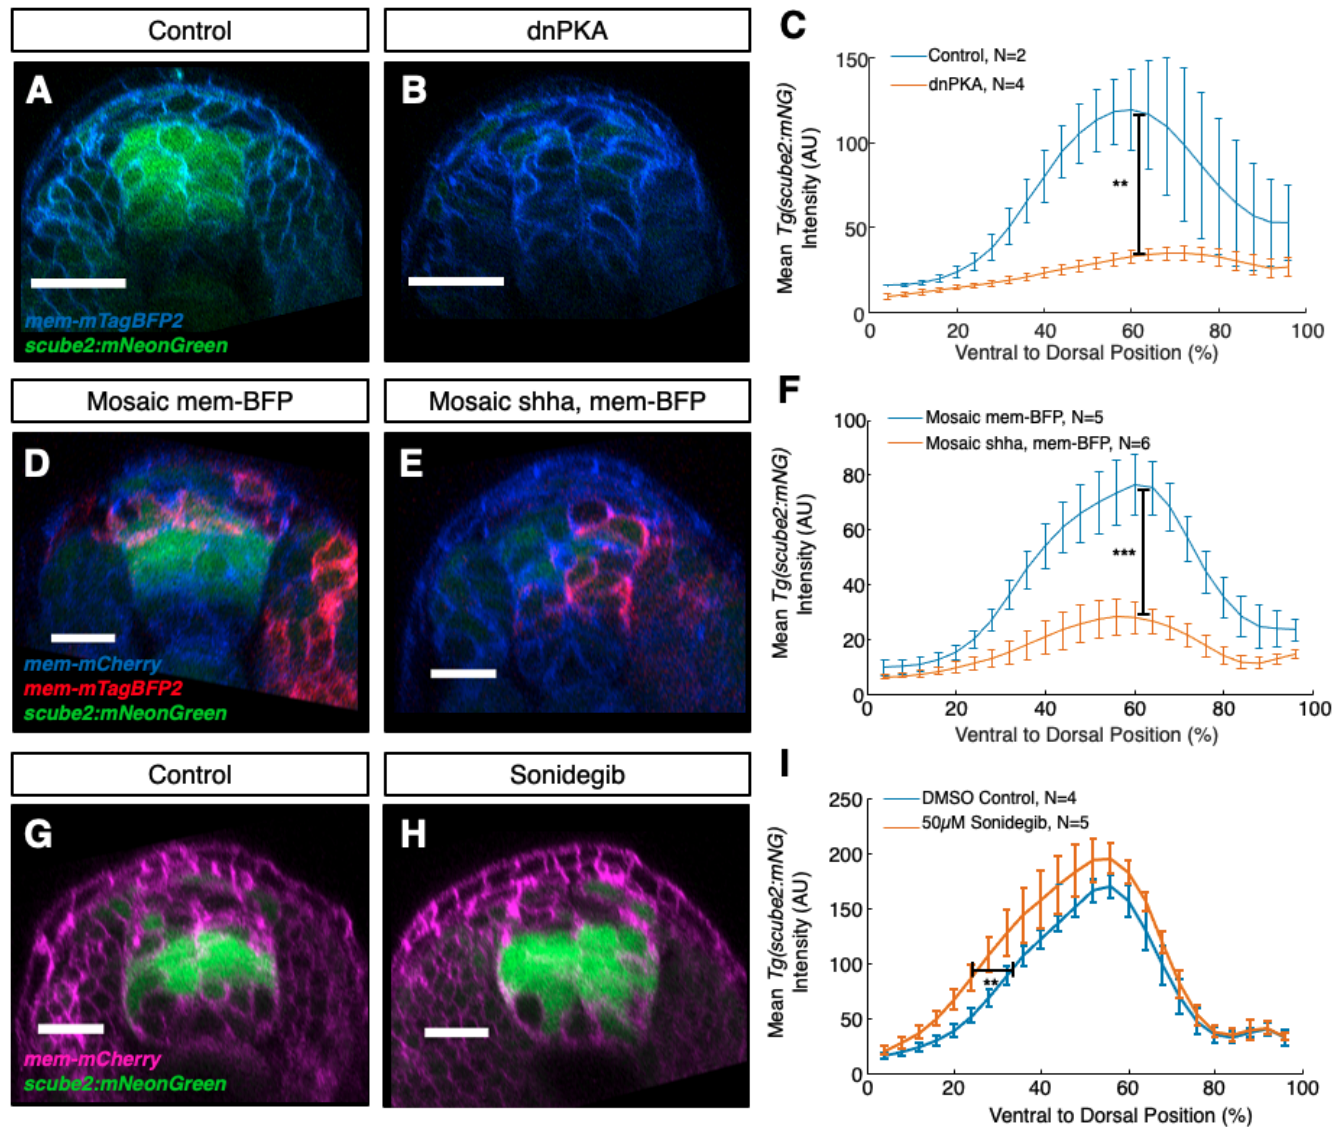 Control
dnPKA
A
mem-mTagBFP2
scube2:mNeonGreen
B
C
Control, N=2
dnPKA, N=4
**
Mean Tg(scube2:mNG)
Intensity (AU)
150
100
50
0
0 20 40 60 80 100
Ventral to Dorsal Position (%)
Mosaic mem-BFP
Mosaic shha, mem-BFP
D
mem-mCherry
mem-mTagBFP2
scube2:mNeonGreen
E
F
Mosaic mem-BFP, N=5
Mosaic shha, mem-BFP, N=6
***
Mean Tg(scube2:mNG)
Intensity (AU)
100
80
60
40
20
0
0 20 40 60 80 100
Ventral to Dorsal Position (%)
Control
Sonidegib
G
mem-mCherry
scube2:mNeonGreen
H
I
DMSO Control, N=4
50µM Sonidegib, N=5
**
Mean Tg(scube2:mNG)
Intensity (AU)
250
200
150
100
50
0
0 20 40 60 80 100
Ventral to Dorsal Position (%)